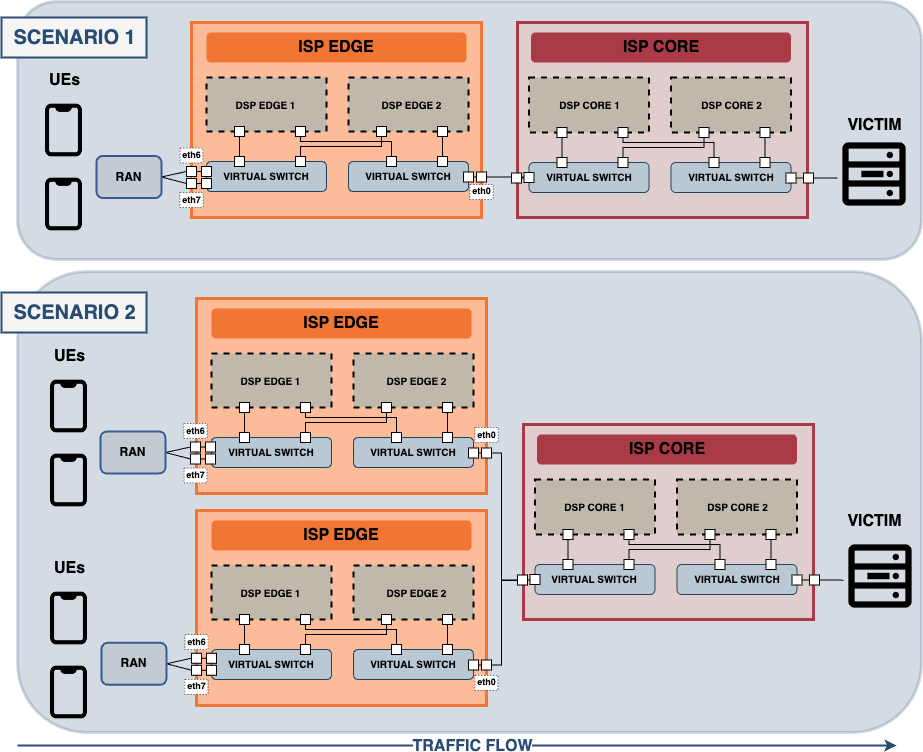 SCENARIO 1
UEs
RAN
eth6
eth7
ISP EDGE
DSP EDGE 1
DSP EDGE 2
VIRTUAL SWITCH
VIRTUAL SWITCH
eth0
ISP CORE
DSP CORE 1
DSP CORE 2
VIRTUAL SWITCH
VIRTUAL SWITCH
VICTIM
SCENARIO 2
UEs
RAN
eth6
eth7
ISP EDGE
DSP EDGE 1
DSP EDGE 2
VIRTUAL SWITCH
VIRTUAL SWITCH
eth0
UEs
RAN
eth6
eth7
ISP EDGE
DSP EDGE 1
DSP EDGE 2
VIRTUAL SWITCH
VIRTUAL SWITCH
eth0
ISP CORE
DSP CORE 1
DSP CORE 2
VIRTUAL SWITCH
VIRTUAL SWITCH
VICTIM
TRAFFIC FLOW